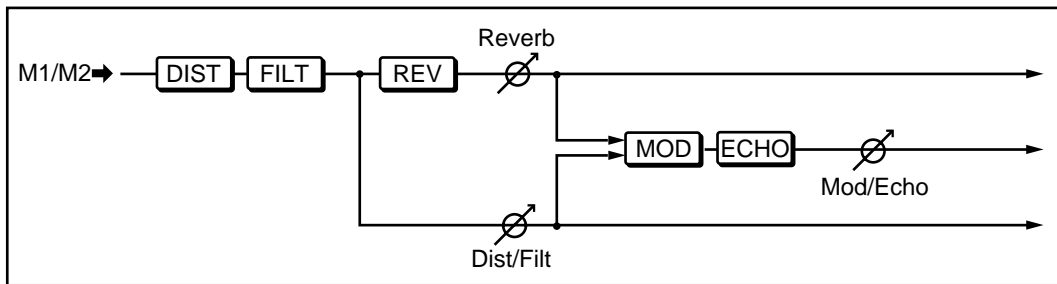 Reverb
M1/M2
DIST
FILT
REV
MOD
ECHO
Mod/Echo
Dist/Filt